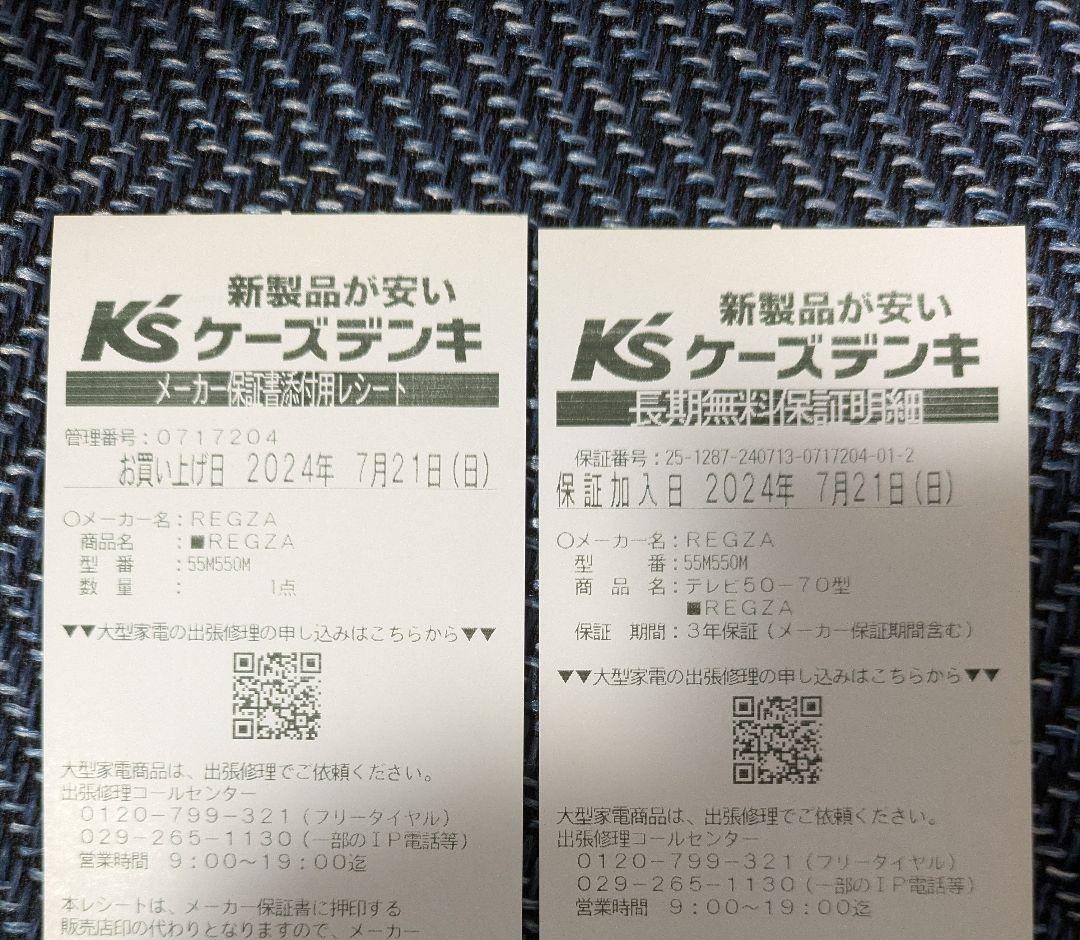 新製品が安い
K's ケーズデンキ
メーカー保証書添付用レシート
管理番号：0717204
お買い上げ日 2024年 7月21日(日)
○メーカー名：REGZA
商品名 ：■REGZA
型 番 ：55M550M
数 量 ： 1点
▼▼大型家電の出張修理の申し込みはこちらから▼▼
大型家電商品は、出張修理でご依頼ください。
出張修理コールセンター
0120-799-321（フリータイヤル）
029-265-1130（一部のIP電話等）
営業時間 9：00～19：00迄
本レシートは、メーカー保証書に押印する
販売店印の代わりとなりますので、メーカー
新製品が安い
K's ケーズデンキ
長期無料保証明細
保証番号：25-1287-240713-0717204-01-2
保証加入日 2024年 7月21日(日)
○メーカー名：REGZA
型 番：55M550M
商 品 名：テレビ50-70型
■REGZA
保証 期間：3年保証（メーカー保証期間含む）
▼▼大型家電の出張修理の申し込みはこちらから▼▼
大型家電商品は、出張修理でご依頼ください。
出張修理コールセンター
0120-799-321（フリータイヤル）
029-265-1130（一部のIP電話等）
営業時間 9：00～19：00迄